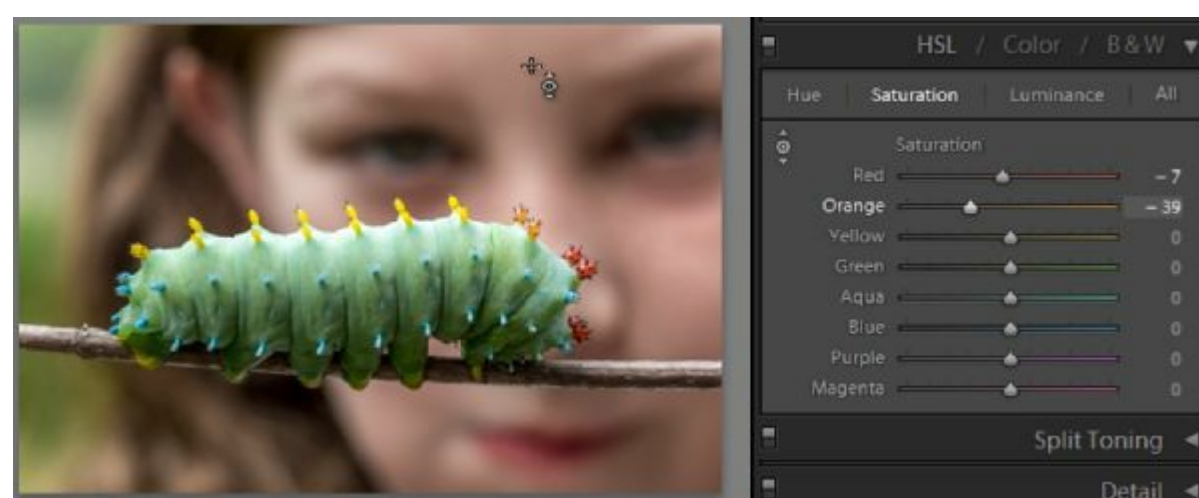 HSL / Color / B & W
Hue Saturation Luminance All
Saturation
Red - 7
Orange - 39
Yellow 0
Green 0
Aqua 0
Blue 0
Purple 0
Magenta 0
Split Toning
Detail